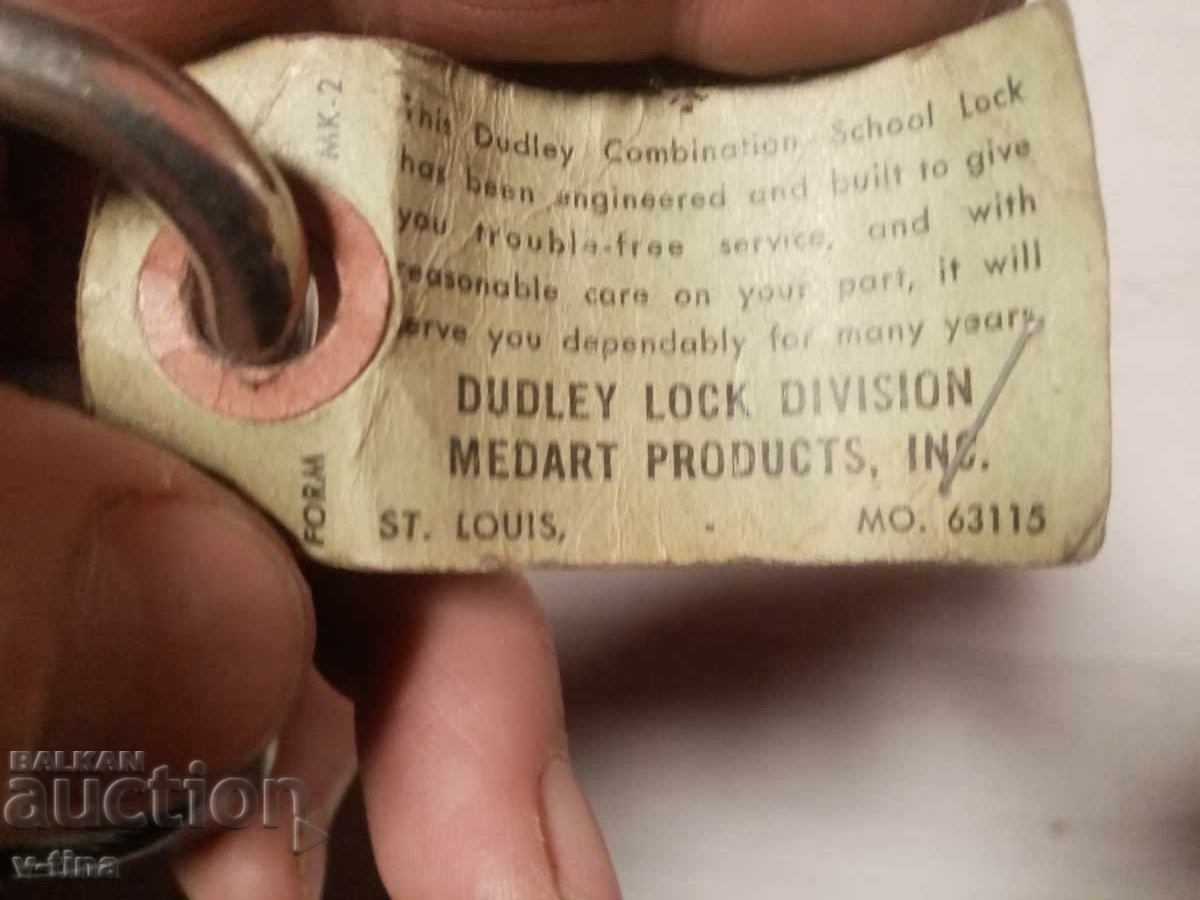 This Dudley Combination School Lock
has been engineered and built to give
you trouble-free service, and with
reasonable care on your part, it will
serve you dependably for many years.
DUDLEY LOCK DIVISION
MEDART PRODUCTS, INC.
ST. LOUIS, - MO. 63115
FORM MK-2
BALKAN
auction
v-tina